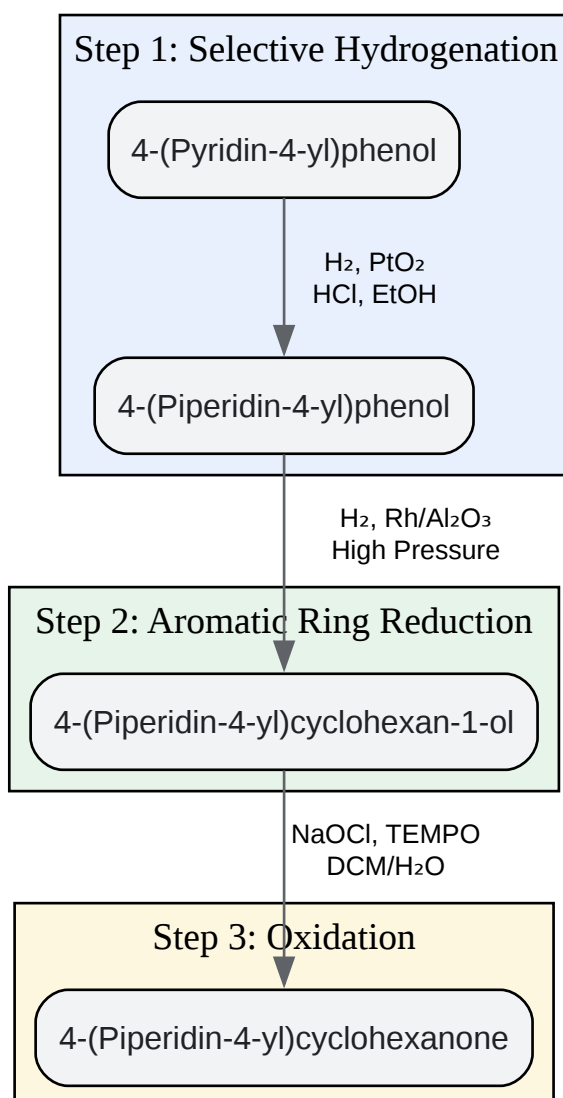 Step 1: Selective Hydrogenation
4-(Pyridin-4-yl)phenol
H₂, PtO₂
HCl, EtOH
4-(Piperidin-4-yl)phenol
H₂, Rh/Al₂O₃
High Pressure
Step 2: Aromatic Ring Reduction
4-(Piperidin-4-yl)cyclohexan-1-ol
NaOCl, TEMPO
DCM/H₂O
Step 3: Oxidation
4-(Piperidin-4-yl)cyclohexanone